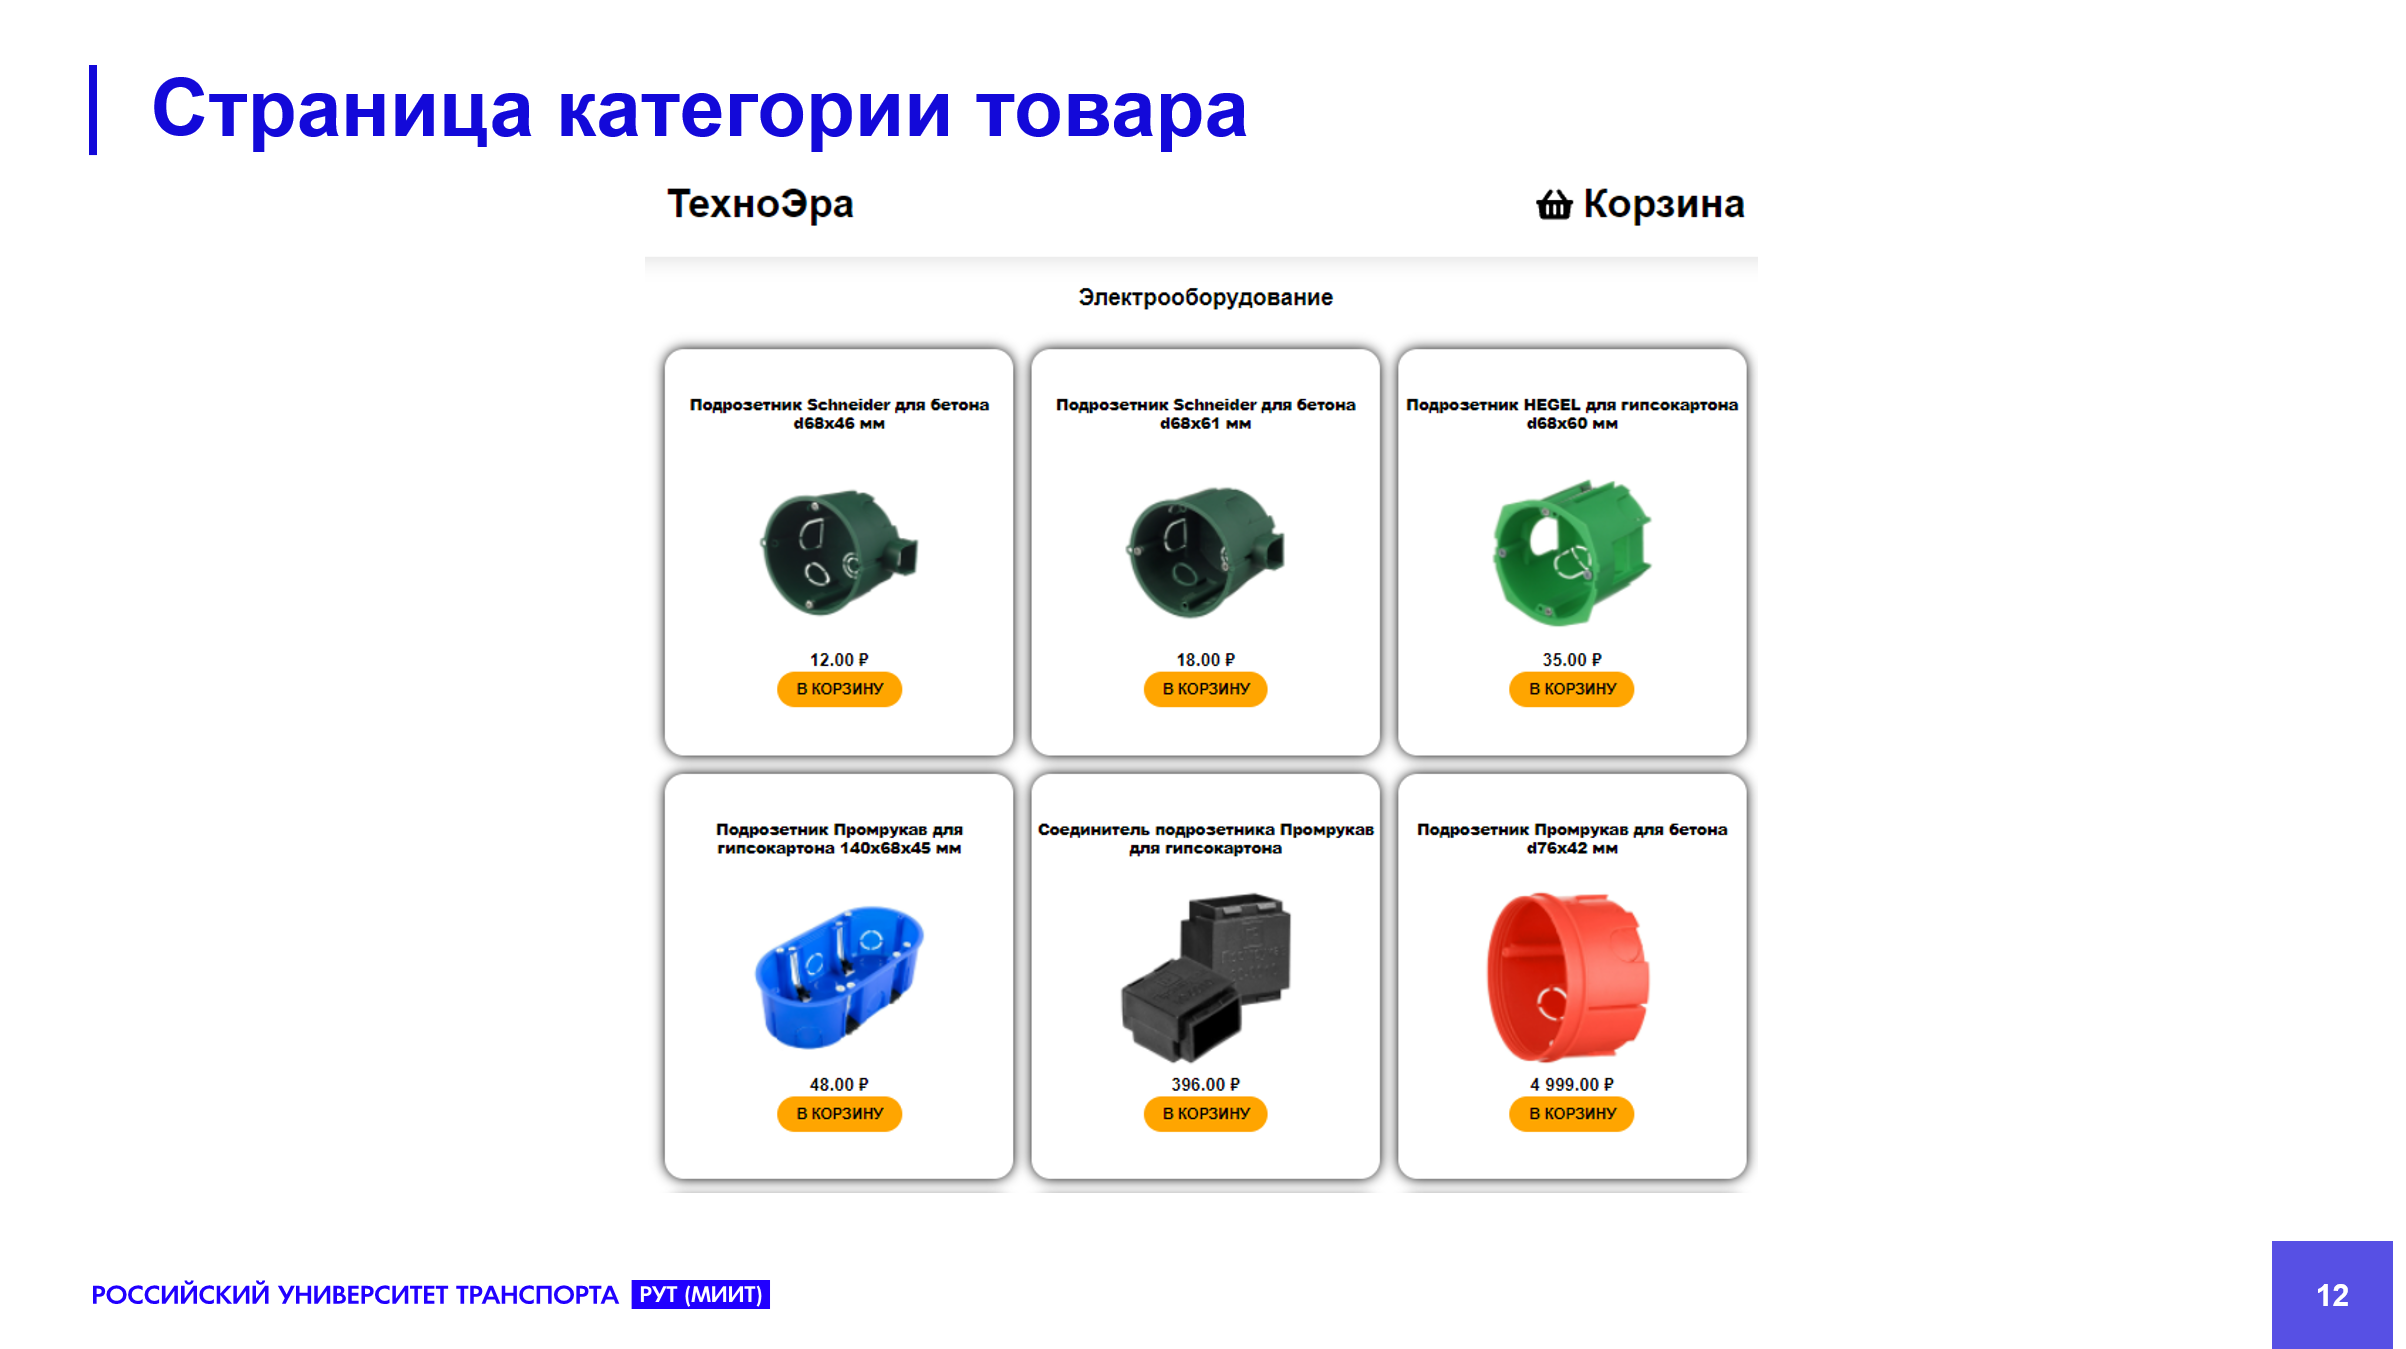 Страница категории товара
ТехноЭра
Корзина
Электрооборудование
Подрозетник Schneider для бетона
d68x46 мм
12.00 ₽
В КОРЗИНУ
Подрозетник Schneider для бетона
d68x61 мм
18.00 ₽
В КОРЗИНУ
Подрозетник HEGEL для гипсокартона
d68x60 мм
35.00 ₽
В КОРЗИНУ
Подрозетник Промрукав для
гипсокартона 140x68x45 мм
48.00 ₽
В КОРЗИНУ
Соединитель подрозетника Промрукав
для гипсокартона
396.00 ₽
В КОРЗИНУ
Подрозетник Промрукав для бетона
d76x42 мм
4 999.00 ₽
В КОРЗИНУ
РОССИЙСКИЙ УНИВЕРСИТЕТ ТРАНСПОРТА РУТ (МИИТ)
12